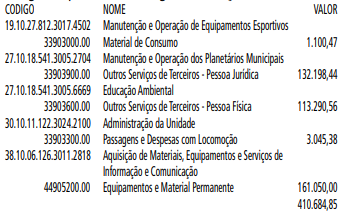 CODIGO NOME VALOR
19.10.27.812.3017.4502 Manutenção e Operação de Equipamentos Esportivos
33903000.00 Material de Consumo 1.100,47
27.10.18.541.3005.2704 Manutenção e Operação dos Planetários Municipais
33903900.00 Outros Serviços de Terceiros - Pessoa Jurídica 132.198,44
27.10.18.541.3005.6669 Educação Ambiental
33903600.00 Outros Serviços de Terceiros - Pessoa Física 113.290,56
30.10.11.122.3024.2100 Administração da Unidade
33903300.00 Passagens e Despesas com Locomoção 3.045,38
38.10.06.126.3011.2818 Aquisição de Materiais, Equipamentos e Serviços de
Informação e Comunicação
44905200.00 Equipamentos e Material Permanente 161.050,00
410.684,85